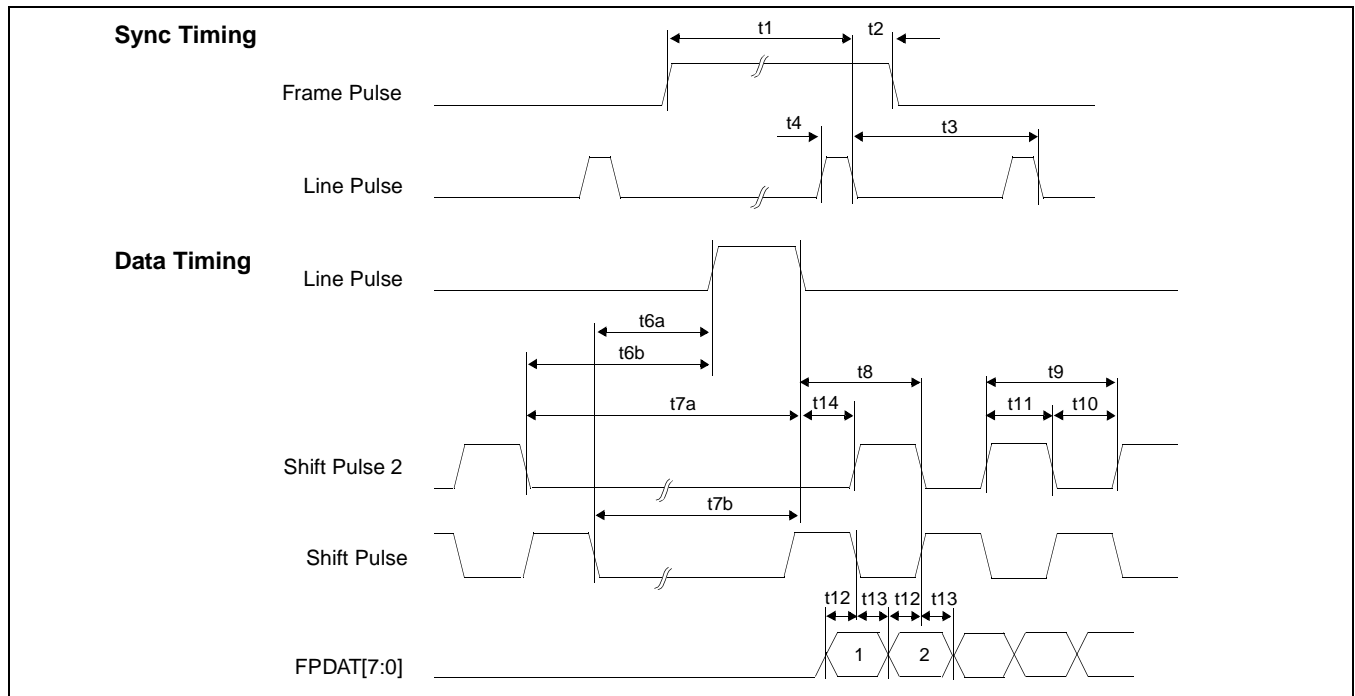 Sync Timing
t1
t2
Frame Pulse
t4
t3
Line Pulse
Data Timing
Line Pulse
t6a
t6b
t8
t9
t7a
t14
t11
t10
Shift Pulse 2
t7b
Shift Pulse
t12
t13
t12
t13
FPDAT[7:0]
1
2